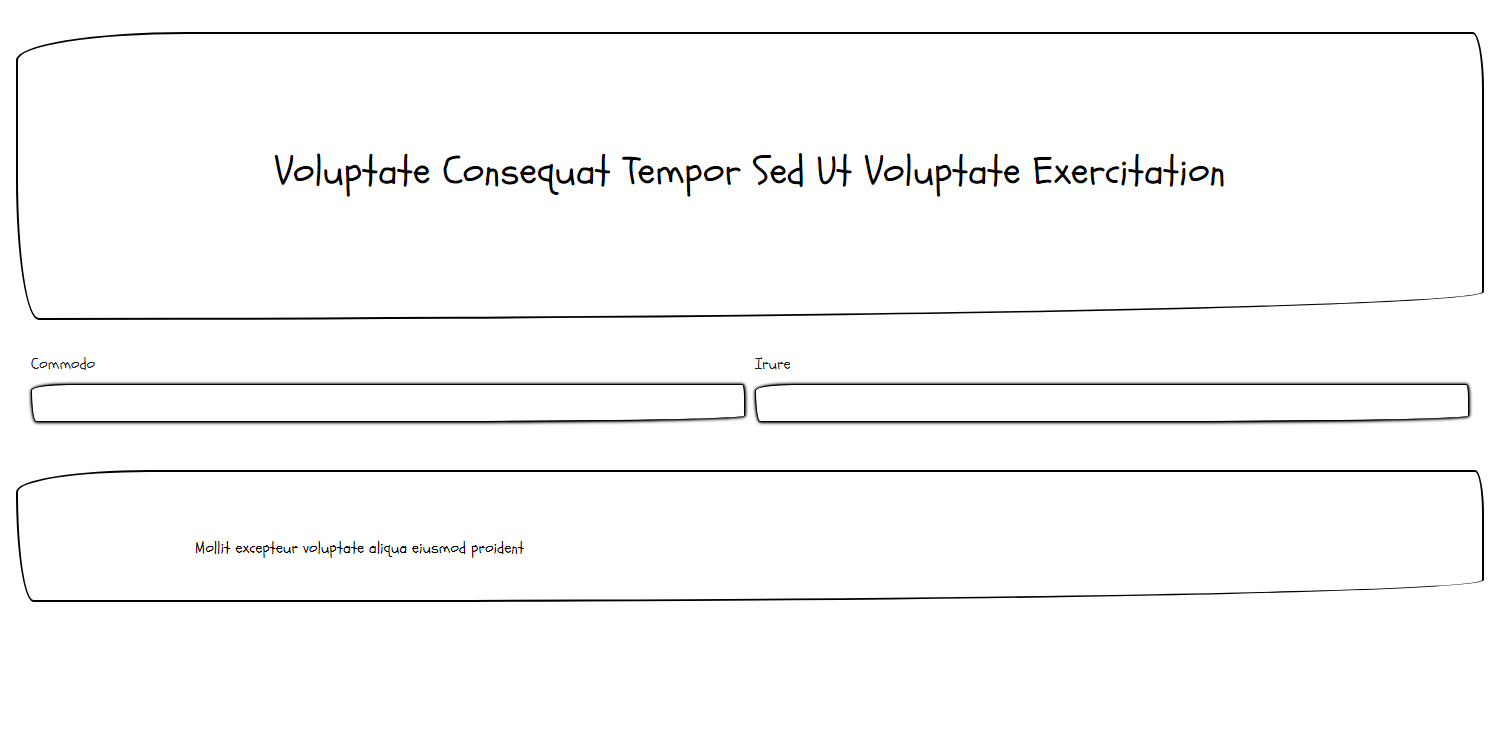 Voluptate Consequat Tempor Sed Ut Voluptate Exercitation
Commodo
Irure
Mollit excepteur voluptate aliqua eiusmod proident